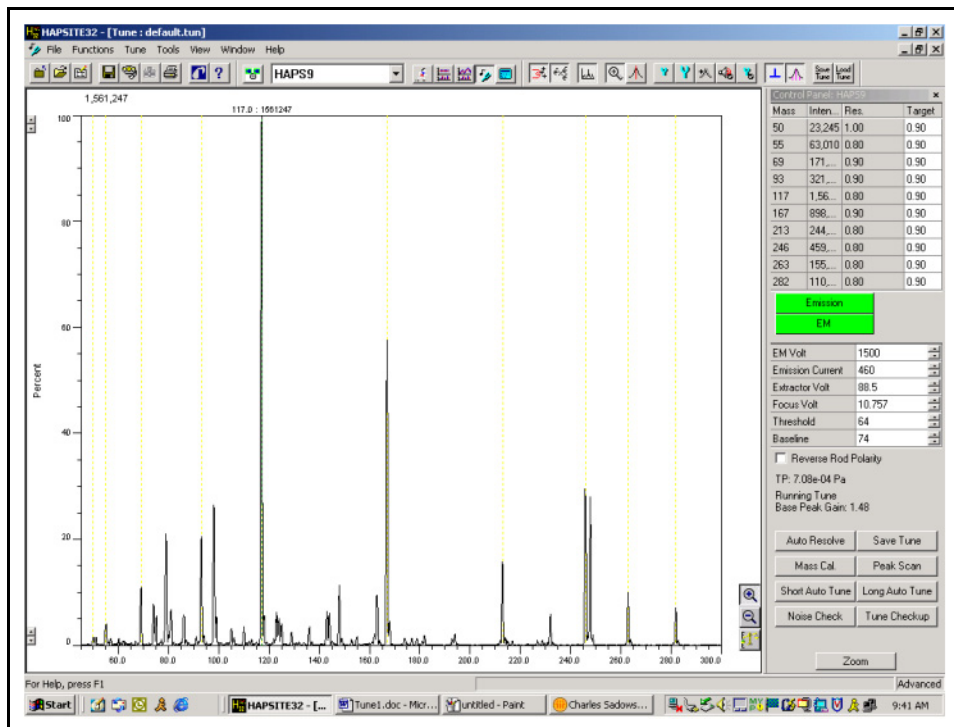 HAPSITE32 - [Tune : default.tun]
File Functions Tune Tools View Window Help
HAPS9
Save Tune Load Tune
1,561,247
117.0 : 1561247
100
80
60
40
20
0
Percent
60.0 80.0 100.0 120.0 140.0 160.0 180.0 200.0 220.0 240.0 260.0 280.0 300.0
Control Panel: HAPS9
Mass Inten... Res. Target
50 23,245 1.00 0.90
55 63,010 0.80 0.90
69 171,... 0.90 0.90
93 321,... 0.90 0.90
117 1,56... 0.80 0.90
167 898,... 0.90 0.90
213 244,... 0.80 0.90
246 459,... 0.80 0.90
263 155,... 0.80 0.90
282 110,... 0.80 0.90
Emission
EM
EM Volt 1500
Emission Current 460
Extractor Volt 88.5
Focus Volt 10.757
Threshold 64
Baseline 74
Reverse Rod Polarity
TP: 7.08e-04 Pa
Running Tune
Base Peak Gain: 1.48
Auto Resolve Save Tune
Mass Cal. Peak Scan
Short Auto Tune Long Auto Tune
Noise Check Tune Checkup
Zoom
For Help, press F1
Advanced
Start HAPSITE32 - [... Tune1.doc - Micr... untitled - Paint Charles Sadows... 9:41 AM